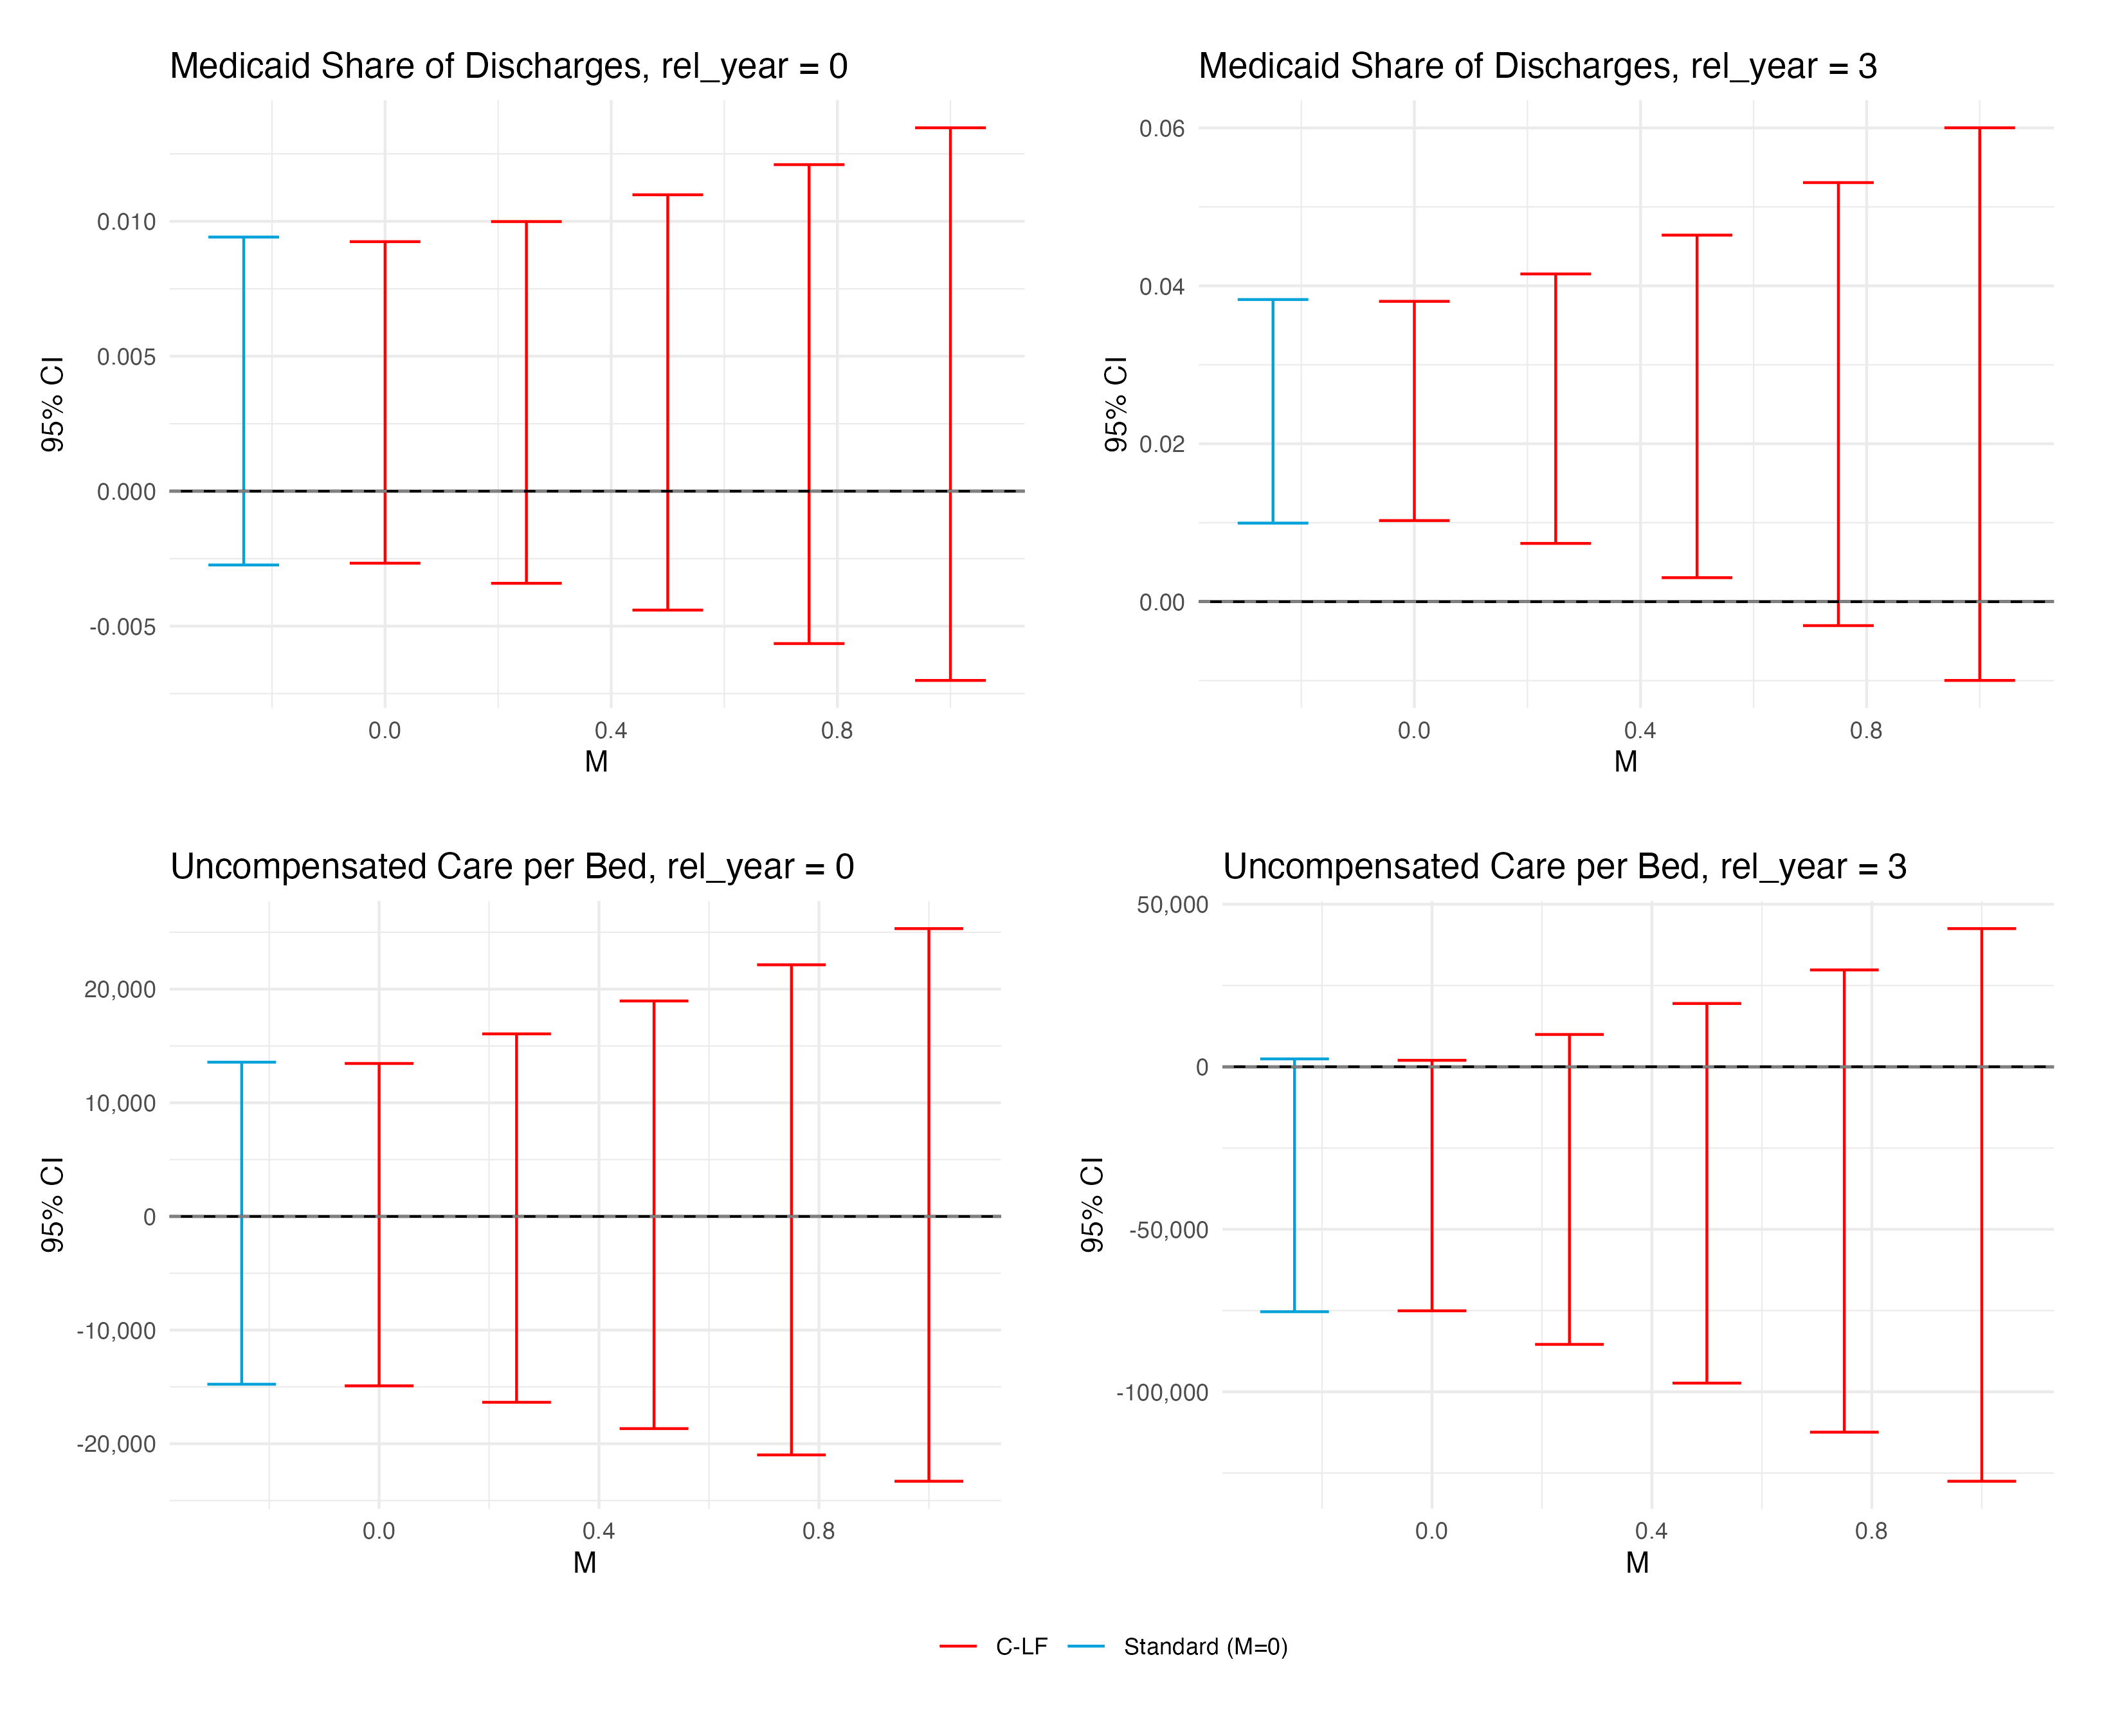 Medicaid Share of Discharges, rel_year = 0
0.010
0.005
0.000
-0.005
95% CI
0.0 0.4 0.8
M
Medicaid Share of Discharges, rel_year = 3
0.06
0.04
0.02
0.00
95% CI
0.0 0.4 0.8
M
Uncompensated Care per Bed, rel_year = 0
20,000
10,000
0
-10,000
-20,000
95% CI
0.0 0.4 0.8
M
Uncompensated Care per Bed, rel_year = 3
50,000
0
-50,000
-100,000
95% CI
0.0 0.4 0.8
M
C-LF Standard (M=0)